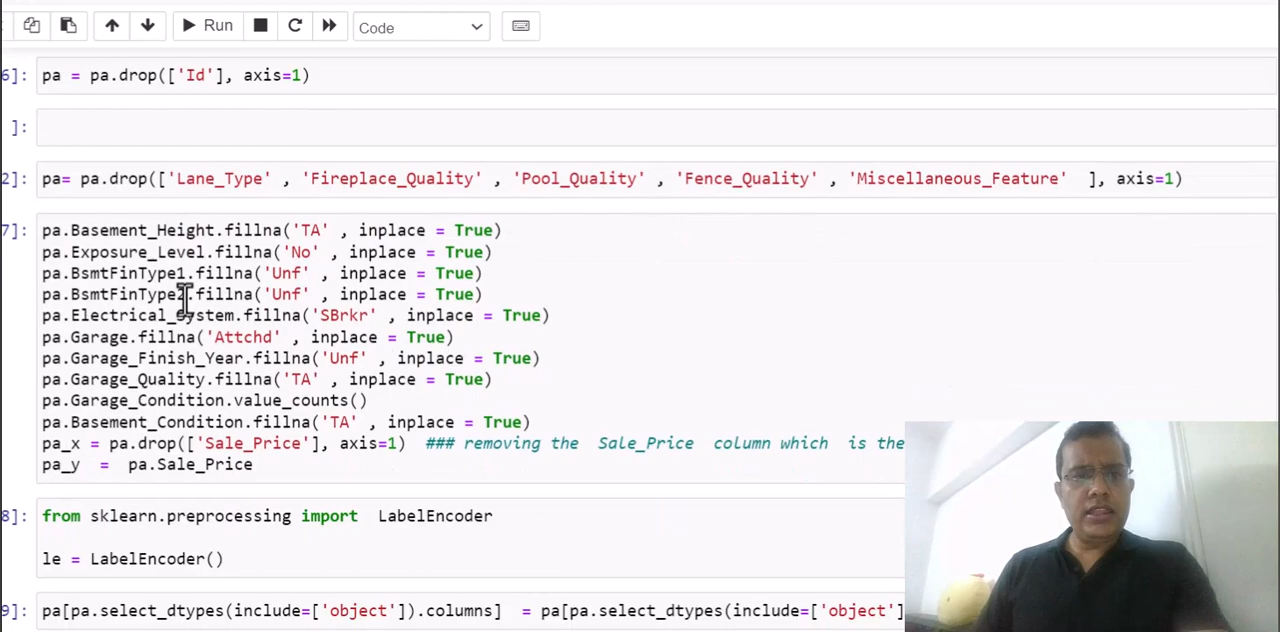 Run Code
6]: pa = pa.drop(['Id'], axis=1)
]:
2]: pa= pa.drop(['Lane_Type' , 'Fireplace_Quality' , 'Pool_Quality' , 'Fence_Quality' , 'Miscellaneous_Feature'  ], axis=1)
7]: pa.Basement_Height.fillna('TA' , inplace = True)
pa.Exposure_Level.fillna('No' , inplace = True)
pa.BsmtFinType1.fillna('Unf' , inplace = True)
pa.BsmtFinType2.fillna('Unf' , inplace = True)
pa.Electrical_System.fillna('SBrkr' , inplace = True)
pa.Garage.fillna('Attchd' , inplace = True)
pa.Garage_Finish_Year.fillna('Unf' , inplace = True)
pa.Garage_Quality.fillna('TA' , inplace = True)
pa.Garage_Condition.value_counts()
pa.Basement_Condition.fillna('TA' , inplace = True)
pa_x = pa.drop(['Sale_Price'], axis=1)  ### removing the  Sale_Price  column which  is the
pa_y  =  pa.Sale_Price
8]: from sklearn.preprocessing import  LabelEncoder
le = LabelEncoder()
9]: pa[pa.select_dtypes(include=['object']).columns]  = pa[pa.select_dtypes(include=['object']